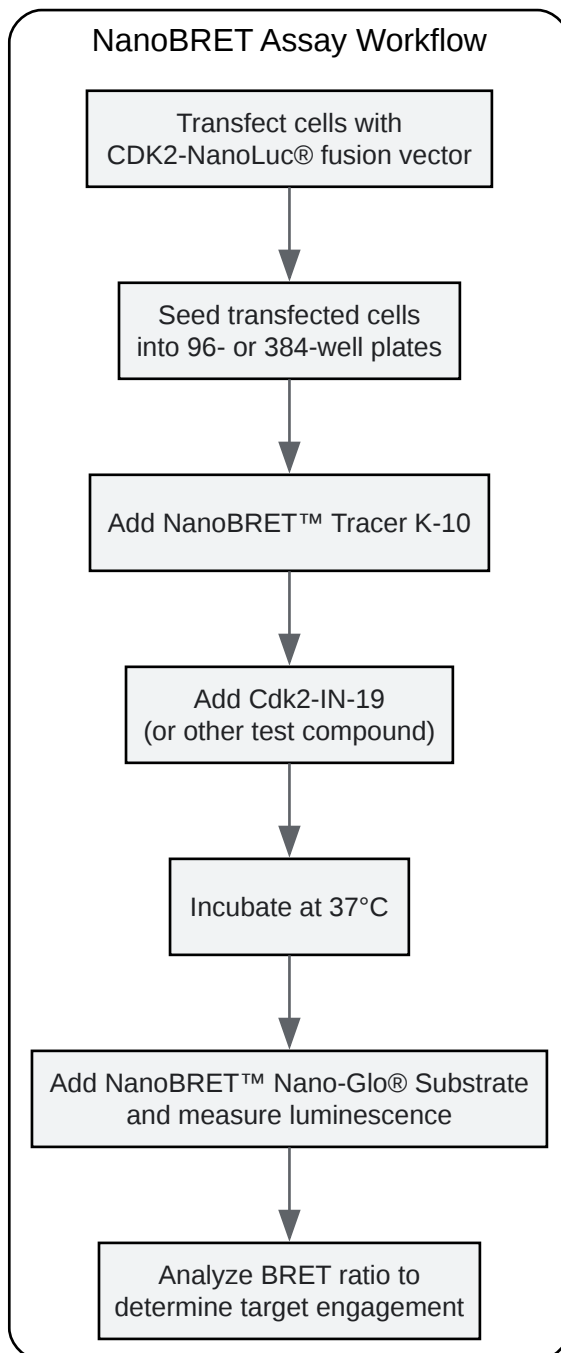 NanoBRET Assay Workflow
Transfect cells with
CDK2-NanoLuc® fusion vector
Seed transfected cells
into 96- or 384-well plates
Add NanoBRET™ Tracer K-10
Add Cdk2-IN-19
(or other test compound)
Incubate at 37°C
Add NanoBRET™ Nano-Glo® Substrate
and measure luminescence
Analyze BRET ratio to
determine target engagement